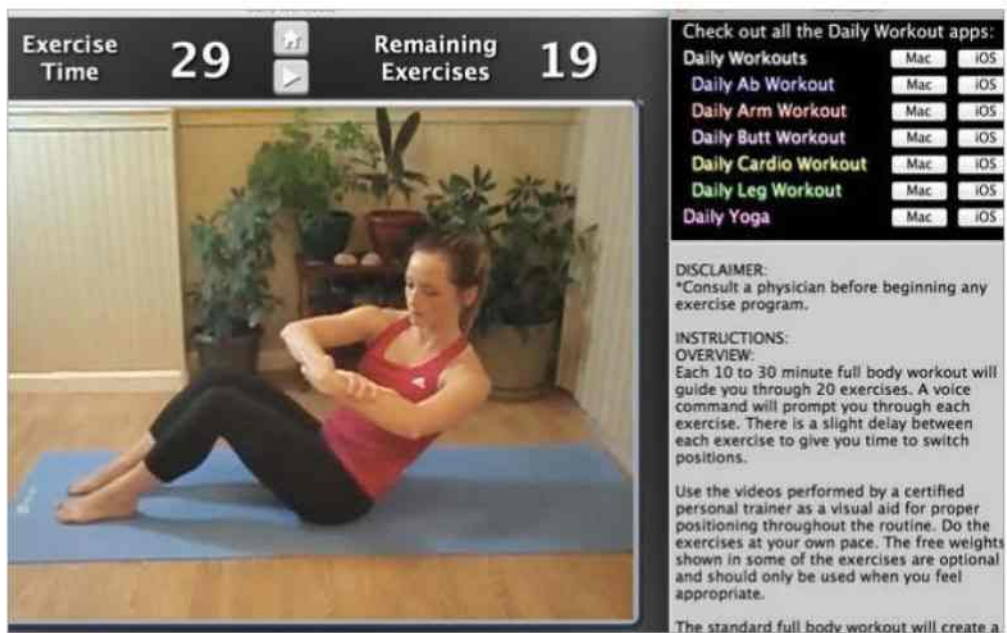 Exercise
Time
29
Remaining
Exercises
19
Check out all the Daily Workout apps:
Daily Workouts Mac iOS
Daily Ab Workout Mac iOS
Daily Arm Workout Mac iOS
Daily Butt Workout Mac iOS
Daily Cardio Workout Mac iOS
Daily Leg Workout Mac iOS
Daily Yoga Mac iOS
DISCLAIMER:
*Consult a physician before beginning any
exercise program.
INSTRUCTIONS:
OVERVIEW:
Each 10 to 30 minute full body workout will
guide you through 20 exercises. A voice
command will prompt you through each
exercise. There is a slight delay between
each exercise to give you time to switch
positions.
Use the videos performed by a certified
personal trainer as a visual aid for proper
positioning throughout the routine. Do the
exercises at your own pace. The free weights
shown in some of the exercises are optional
and should only be used when you feel
appropriate.
The standard full body workout will create a